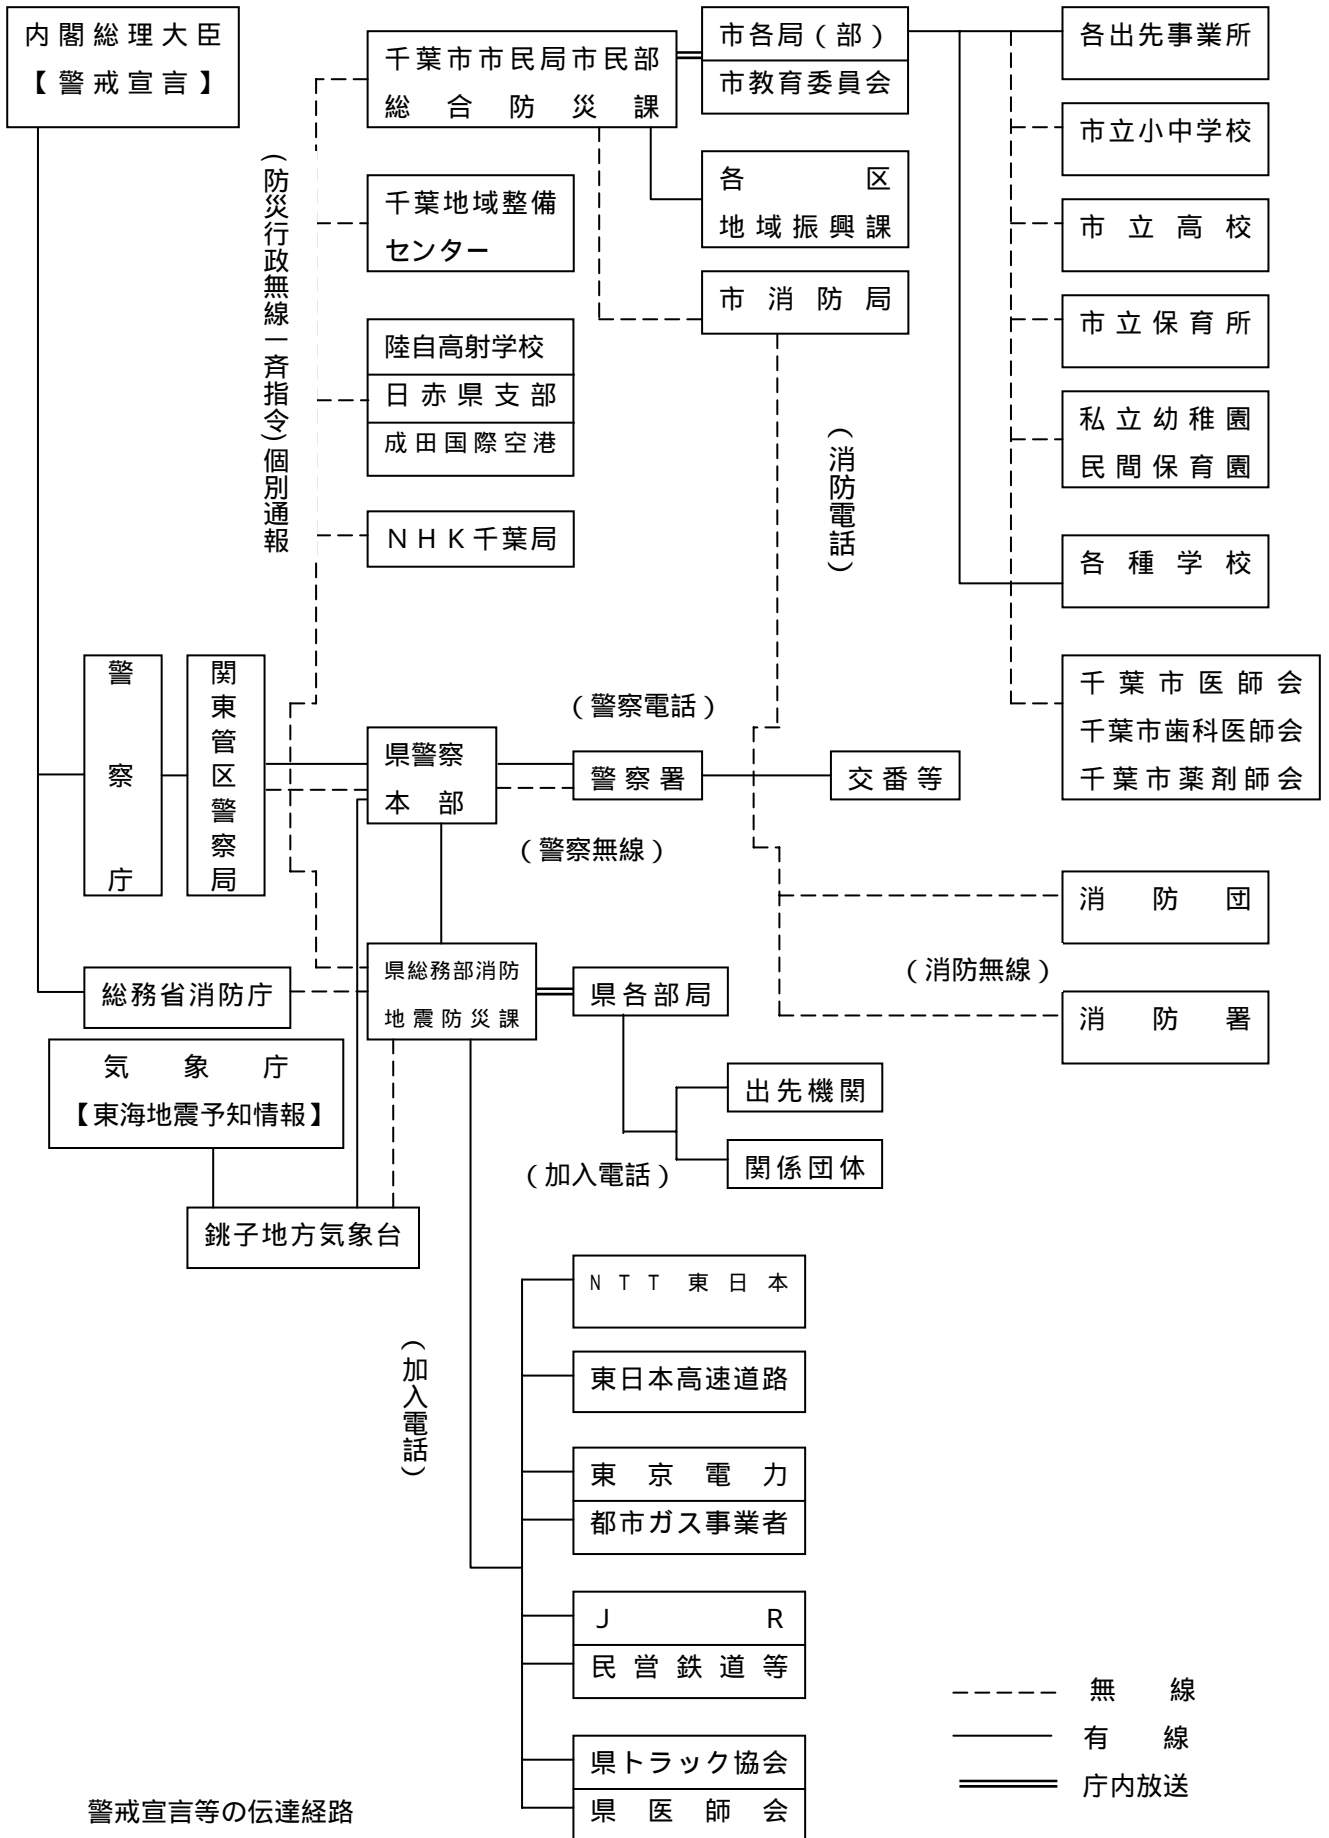 内閣総理大臣
【警戒宣言】
千葉市市民局市民部
総合防災課
市各局(部)
市教育委員会
各出先事業所
市立小中学校
各区
地域振興課
千葉地域整備
センター
市立高校
市消防局
市立保育所
(防災行政無線一斉指令)個別通報
陸自高射学校
日赤県支部
成田国際空港
私立幼稚園
民間保育園
(消防電話)
NHK千葉局
各種学校
警察庁
関東管区警察局
千葉市医師会
千葉市歯科医師会
千葉市薬剤師会
(警察電話)
県警察
本部
警察署
交番等
(警察無線)
消防団
総務省消防庁
県総務部消防
地震防災課
県各部局
(消防無線)
消防署
気象庁
【東海地震予知情報】
出先機関
(加入電話)
関係団体
銚子地方気象台
NTT東日本
(加入電話)
東日本高速道路
東京電力
都市ガス事業者
JR
民営鉄道等
県トラック協会
県医師会
無線
有線
庁内放送
警戒宣言等の伝達経路